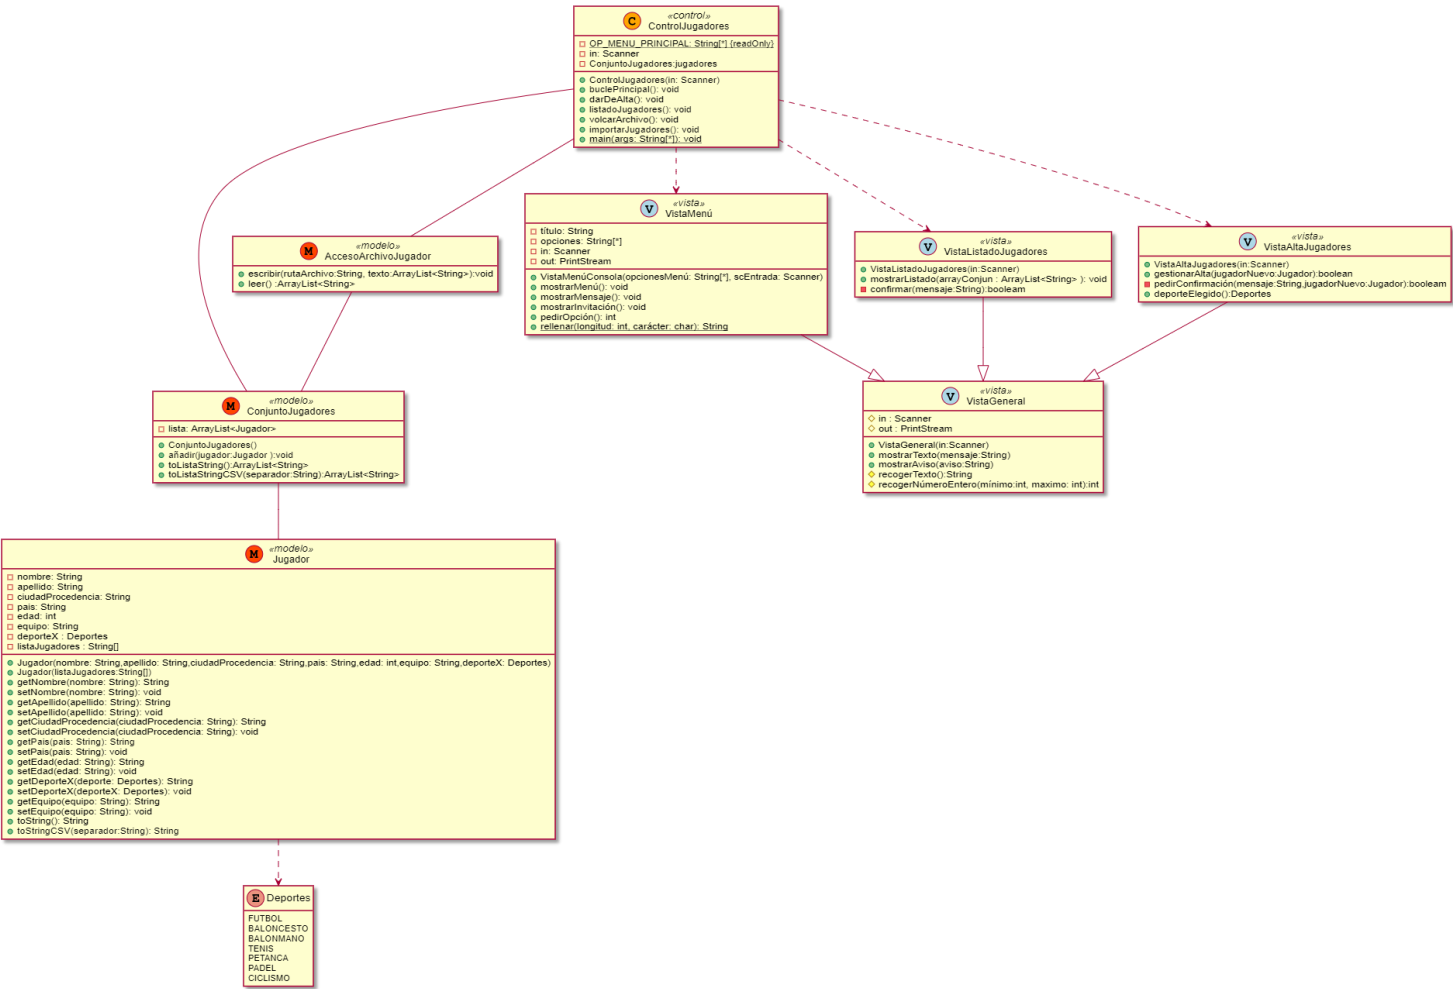 C «control»
ControlJugadores
OP_MENU_PRINCIPAL: String[*] {readOnly}
in: Scanner
ConjuntoJugadores:jugadores
ControlJugadores(in: Scanner)
buclePrincipal(): void
darDeAlta(): void
listadoJugadores(): void
volcarArchivo(): void
importarJugadores(): void
main(args: String[*]): void
V «vista»
VistaMenú
título: String
opciones: String[*]
in: Scanner
out: PrintStream
VistaMenúConsola(opcionesMenú: String[*], scEntrada: Scanner)
mostrarMenú(): void
mostrarMensaje(): void
mostrarInvitación(): void
pedirOpción(): int
rellenar(longitud: int, carácter: char): String
V «vista»
VistaListadoJugadores
VistaListadoJugadores(in:Scanner)
mostrarListado(arrayConjun : ArrayList<String> ): void
confirmar(mensaje:String):booleam
V «vista»
VistaAltaJugadores
VistaAltaJugadores(in:Scanner)
gestionarAlta(jugadorNuevo:Jugador):boolean
pedirConfirmación(mensaje:String,jugadorNuevo:Jugador):booleam
deporteElegido():Deportes
M «modelo»
AccesoArchivoJugador
escribir(rutaArchivo:String, texto:ArrayList<String>):void
leer() :ArrayList<String>
M «modelo»
ConjuntoJugadores
lista: ArrayList<Jugador>
ConjuntoJugadores()
añadir(jugador:Jugador ):void
toListaString():ArrayList<String>
toListaStringCSV(separador:String):ArrayList<String>
V «vista»
VistaGeneral
in : Scanner
out : PrintStream
VistaGeneral(in:Scanner)
mostrarTexto(mensaje:String)
mostrarAviso(aviso:String)
recogerTexto():String
recogerNúmeroEntero(mínimo:int, maximo: int):int
M «modelo»
Jugador
nombre: String
apellido: String
ciudadProcedencia: String
pais: String
edad: int
equipo: String
deporteX : Deportes
listaJugadores : String[]
Jugador(nombre: String,apellido: String,ciudadProcedencia: String,pais: String,edad: int,equipo: String,deporteX: Deportes)
Jugador(listaJugadores:String[])
getNombre(nombre: String): String
setNombre(nombre: String): void
getApellido(apellido: String): String
setApellido(apellido: String): void
getCiudadProcedencia(ciudadProcedencia: String): String
setCiudadProcedencia(ciudadProcedencia: String): void
getPais(pais: String): String
setPais(pais: String): void
getEdad(edad: String): String
setEdad(edad: String): void
getDeporteX(deporte: Deportes): String
setDeporteX(deporteX: Deportes): void
getEquipo(equipo: String): String
setEquipo(equipo: String): void
toString(): String
toStringCSV(separador:String): String
E Deportes
FUTBOL
BALONCESTO
BALONMANO
TENIS
PETANCA
PADEL
CICLISMO